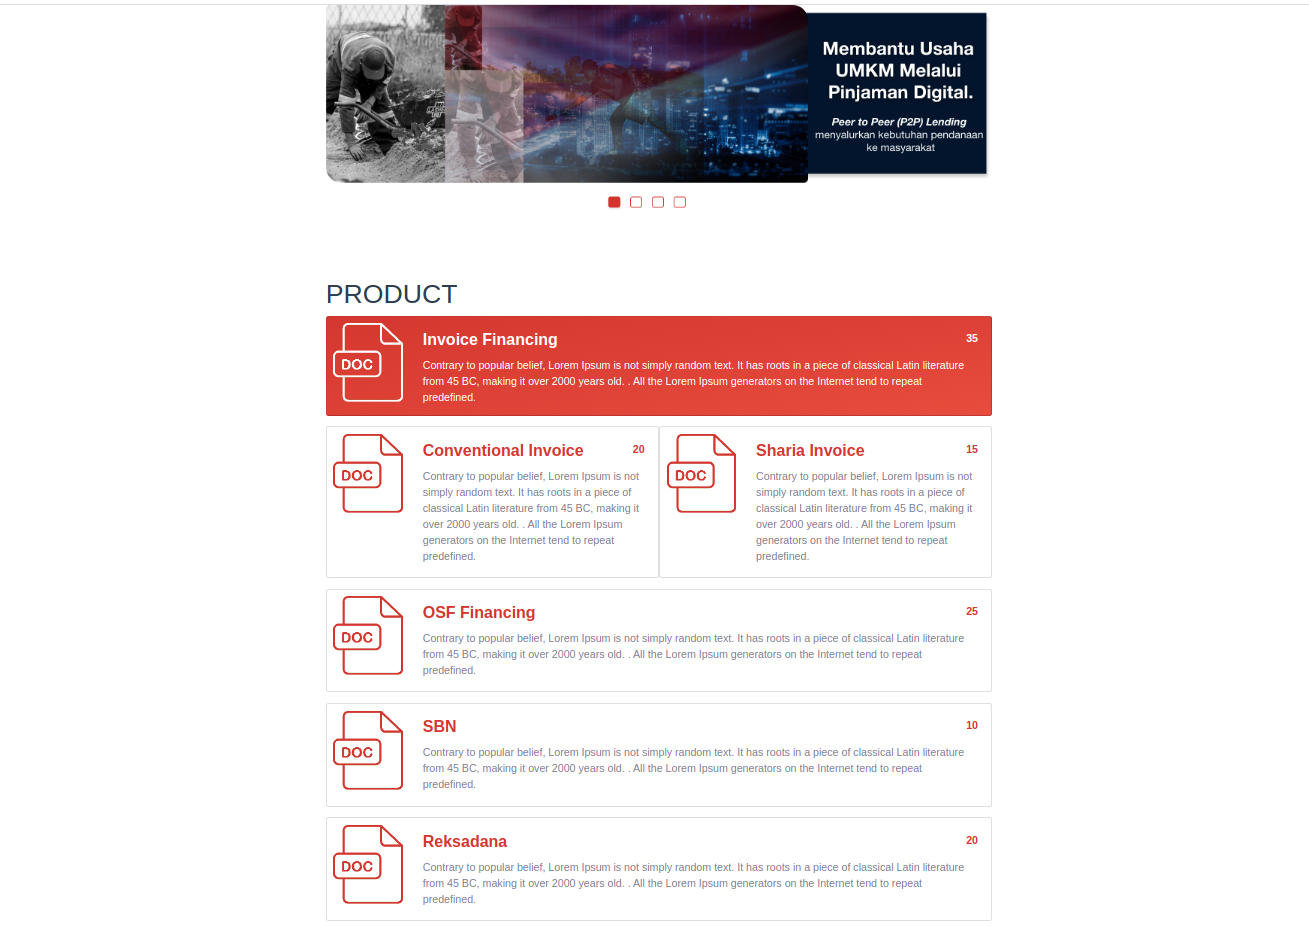 Membantu Usaha
UMKM Melalui
Pinjaman Digital.
Peer to Peer (P2P) Lending
menyalurkan kebutuhan pendanaan
ke masyarakat
PRODUCT
DOC
Invoice Financing
35
Contrary to popular belief, Lorem Ipsum is not simply random text. It has roots in a piece of classical Latin literature
from 45 BC, making it over 2000 years old. . All the Lorem Ipsum generators on the Internet tend to repeat
predefined.
DOC
Conventional Invoice
20
Contrary to popular belief, Lorem Ipsum is not
simply random text. It has roots in a piece of
classical Latin literature from 45 BC, making it
over 2000 years old. . All the Lorem Ipsum
generators on the Internet tend to repeat
predefined.
DOC
Sharia Invoice
15
Contrary to popular belief, Lorem Ipsum is not
simply random text. It has roots in a piece of
classical Latin literature from 45 BC, making it
over 2000 years old. . All the Lorem Ipsum
generators on the Internet tend to repeat
predefined.
DOC
OSF Financing
25
Contrary to popular belief, Lorem Ipsum is not simply random text. It has roots in a piece of classical Latin literature
from 45 BC, making it over 2000 years old. . All the Lorem Ipsum generators on the Internet tend to repeat
predefined.
DOC
SBN
10
Contrary to popular belief, Lorem Ipsum is not simply random text. It has roots in a piece of classical Latin literature
from 45 BC, making it over 2000 years old. . All the Lorem Ipsum generators on the Internet tend to repeat
predefined.
DOC
Reksadana
20
Contrary to popular belief, Lorem Ipsum is not simply random text. It has roots in a piece of classical Latin literature
from 45 BC, making it over 2000 years old. . All the Lorem Ipsum generators on the Internet tend to repeat
predefined.